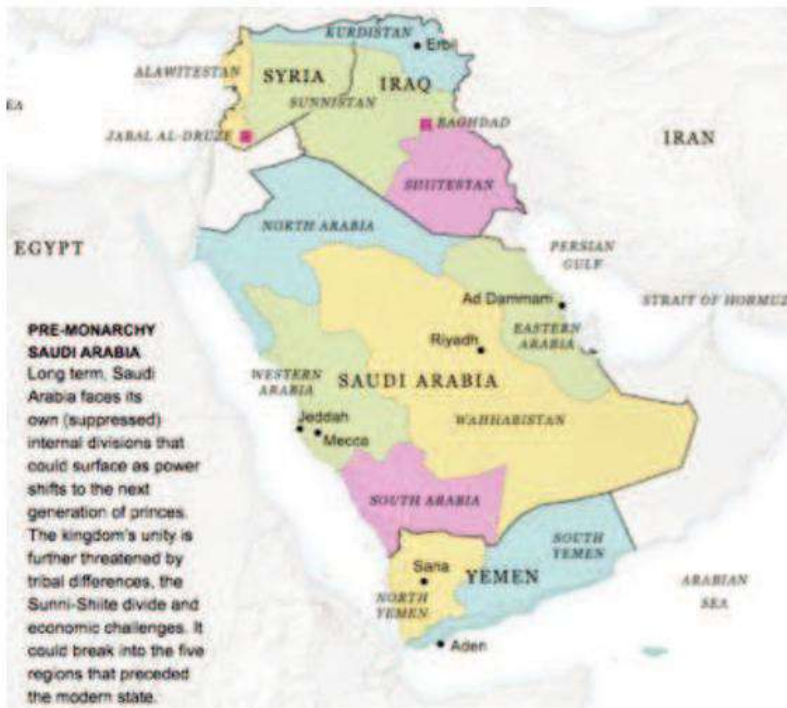 KURDISTAN
Erbil
ALAWITESTAN
SYRIA
IRAQ
SUNNISTAN
EA
JABAL AL-DRUZE
BAGHDAD
IRAN
SHIITESTAN
NORTH ARABIA
EGYPT
PERSIAN
GULF
Ad Dammam
STRAIT OF HORMUZ
EASTERN
ARABIA
Riyadh
PRE-MONARCHY
SAUDI ARABIA
Long term, Saudi
Arabia faces its
own (suppressed)
internal divisions that
could surface as power
shifts to the next
generation of princes.
The kingdom's unity is
further threatened by
tribal differences, the
Sunni-Shiite divide and
economic challenges. It
could break into the five
regions that preceded
the modern state.
WESTERN
ARABIA
SAUDI ARABIA
Jeddah
Mecca
WAHHABISTAN
SOUTH ARABIA
SOUTH
YEMEN
Sana
YEMEN
NORTH
YEMEN
ARABIAN
SEA
Aden